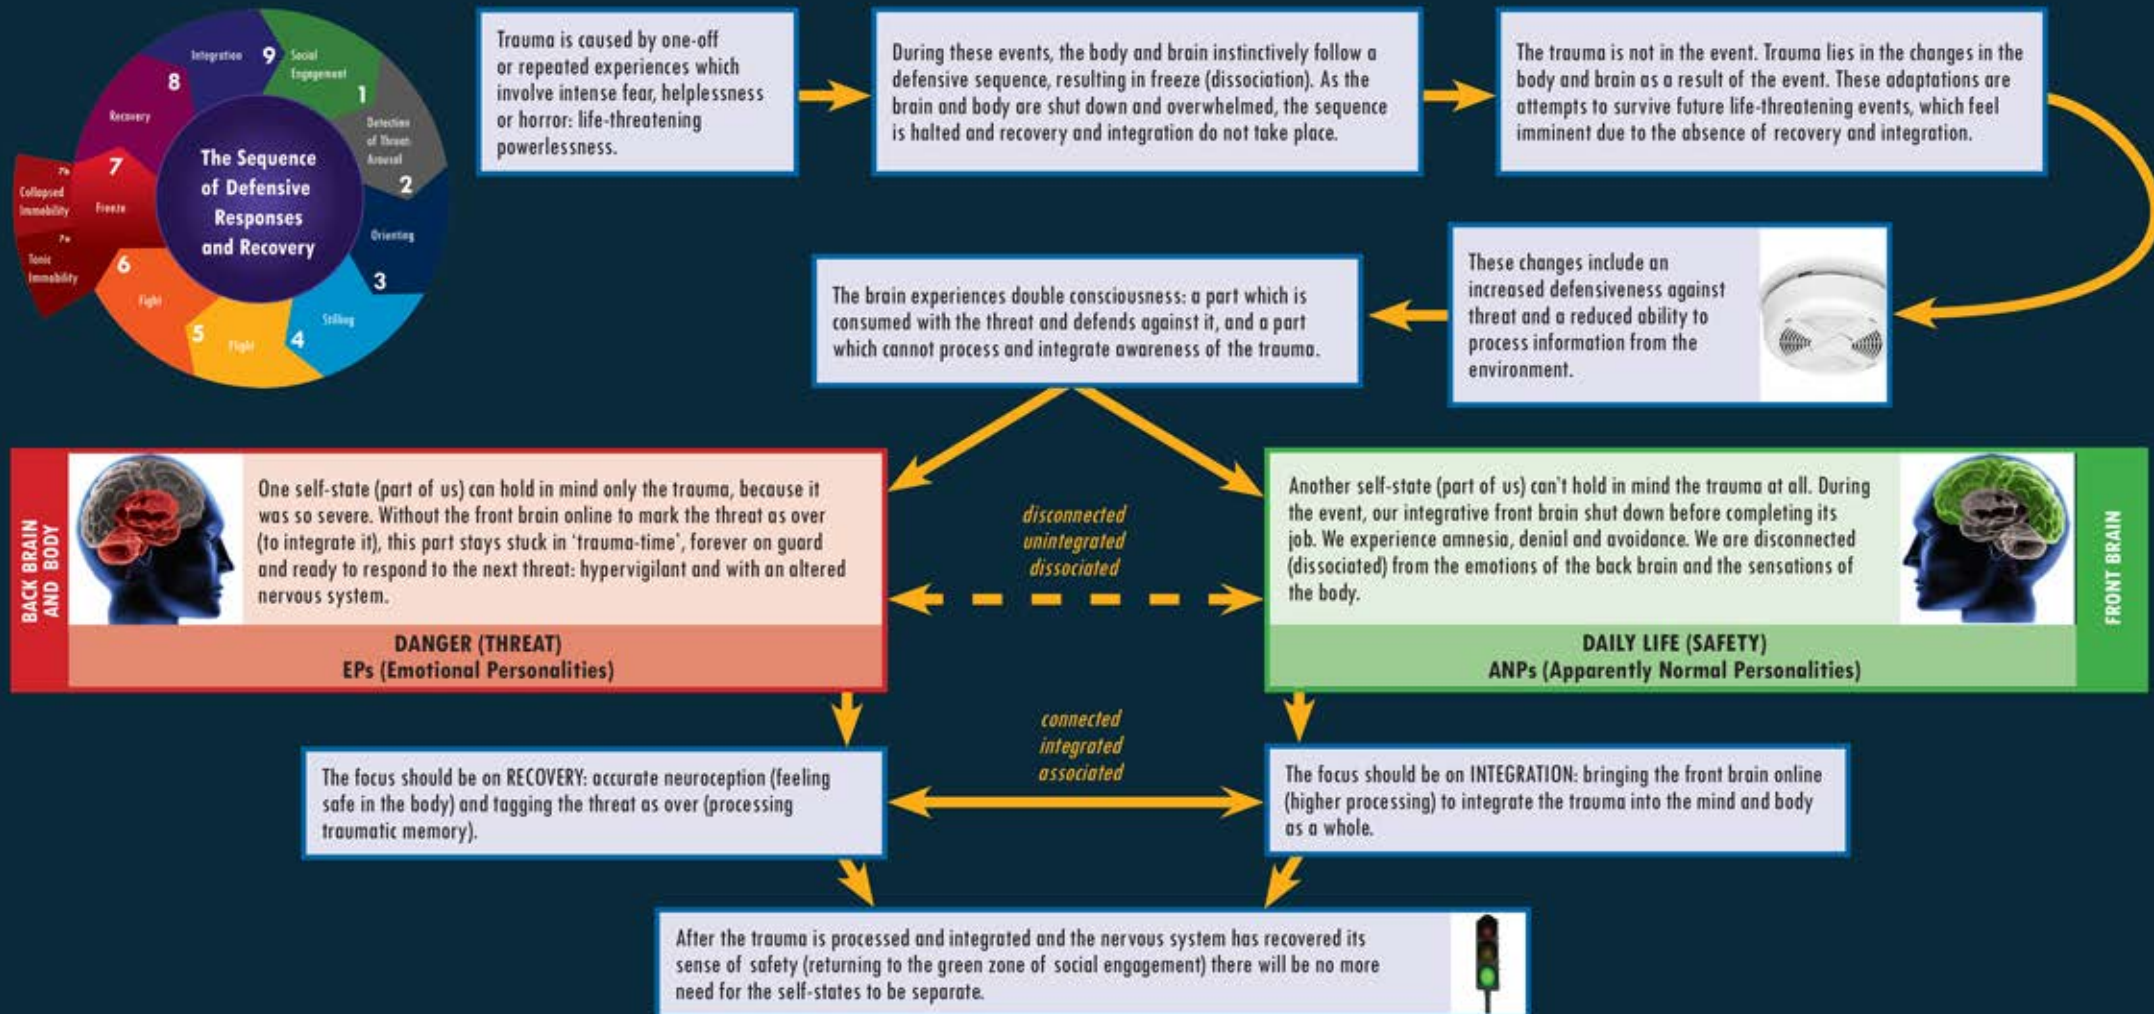 The Sequence
of Defensive
Responses
and Recovery
9
Social
Engagement
1
Detection
of Threat:
Arousal
2
Orienting
3
Stilling
4
Flight
5
Fight
6
Freeze
7
7a
Tonic
Immobility
7b
Collapsed
Immobility
Recovery
8
Integration
Trauma is caused by one-off
or repeated experiences which
involve intense fear, helplessness
or horror: life-threatening
powerlessness.
During these events, the body and brain instinctively follow a
defensive sequence, resulting in freeze (dissociation). As the
brain and body are shut down and overwhelmed, the sequence
is halted and recovery and integration do not take place.
The trauma is not in the event. Trauma lies in the changes in the
body and brain as a result of the event. These adaptations are
attempts to survive future life-threatening events, which feel
imminent due to the absence of recovery and integration.
These changes include an
increased defensiveness against
threat and a reduced ability to
process information from the
environment.
The brain experiences double consciousness: a part which is
consumed with the threat and defends against it, and a part
which cannot process and integrate awareness of the trauma.
BACK BRAIN
AND BODY
One self-state (part of us) can hold in mind only the trauma, because it
was so severe. Without the front brain online to mark the threat as over
(to integrate it), this part stays stuck in 'trauma-time', forever on guard
and ready to respond to the next threat: hypervigilant and with an altered
nervous system.
DANGER (THREAT)
EPs (Emotional Personalities)
disconnected
unintegrated
dissociated
Another self-state (part of us) can't hold in mind the trauma at all. During
the event, our integrative front brain shut down before completing its
job. We experience amnesia, denial and avoidance. We are disconnected
(dissociated) from the emotions of the back brain and the sensations of
the body.
DAILY LIFE (SAFETY)
ANPs (Apparently Normal Personalities)
FRONT BRAIN
The focus should be on RECOVERY: accurate neuroception (feeling
safe in the body) and tagging the threat as over (processing
traumatic memory).
connected
integrated
associated
The focus should be on INTEGRATION: bringing the front brain online
(higher processing) to integrate the trauma into the mind and body
as a whole.
After the trauma is processed and integrated and the nervous system has recovered its
sense of safety (returning to the green zone of social engagement) there will be no more
need for the self-states to be separate.